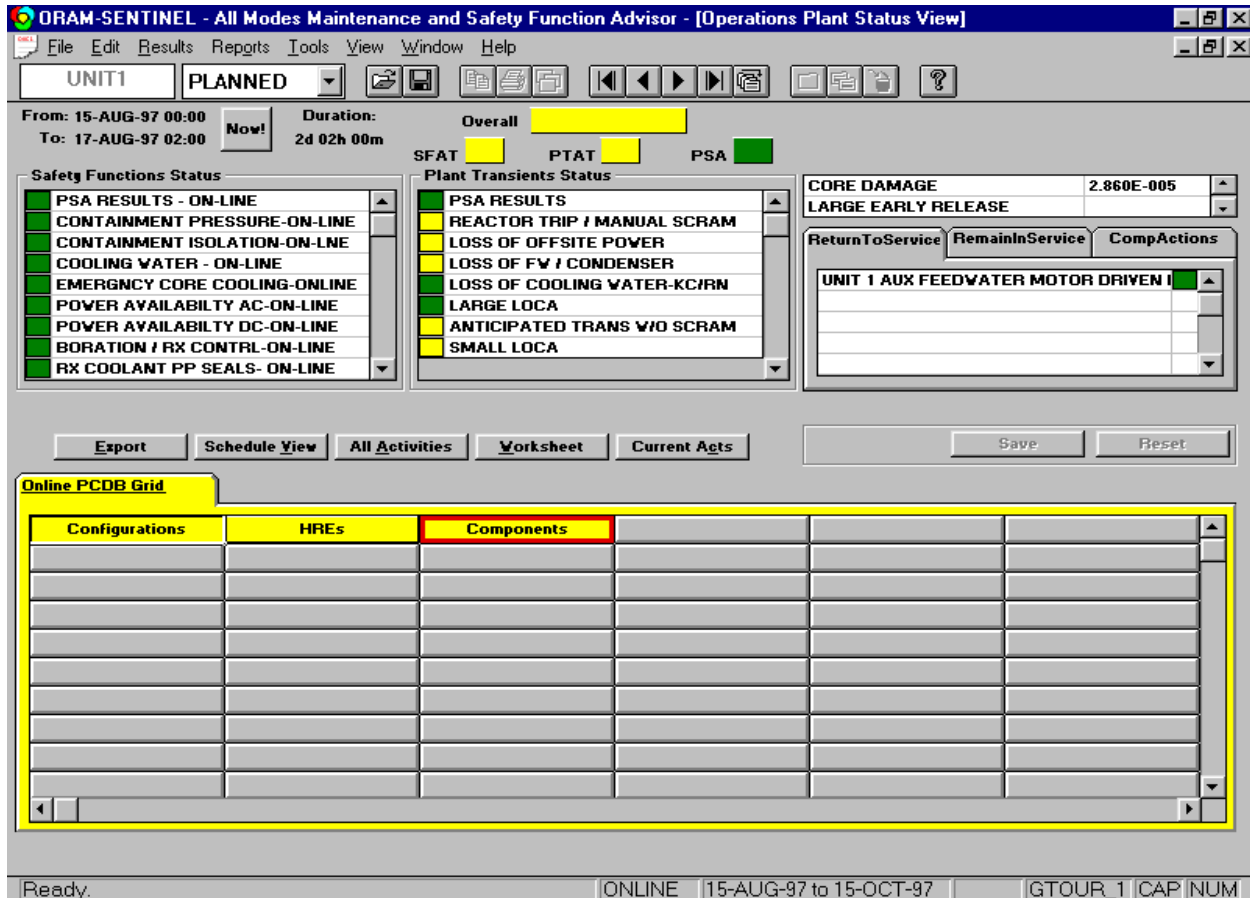 ORAM-SENTINEL - All Modes Maintenance and Safety Function Advisor - [Operations Plant Status View]
File Edit Results Reports Tools View Window Help
UNIT1 PLANNED
From: 15-AUG-97 00:00
To: 17-AUG-97 02:00
Now!
Duration:
2d 02h 00m
Overall
SFAT PTAT PSA
Safety Functions Status
PSA RESULTS - ON-LINE
CONTAINMENT PRESSURE-ON-LINE
CONTAINMENT ISOLATION-ON-LNE
COOLING WATER - ON-LINE
EMERGNCY CORE COOLING-ONLINE
POWER AVAILABILTY AC-ON-LINE
POWER AVAILABILTY DC-ON-LINE
BORATION / RX CONTRL-ON-LINE
RX COOLANT PP SEALS- ON-LINE
Plant Transients Status
PSA RESULTS
REACTOR TRIP / MANUAL SCRAM
LOSS OF OFFSITE POWER
LOSS OF FW / CONDENSER
LOSS OF COOLING WATER-KC/RN
LARGE LOCA
ANTICIPATED TRANS W/O SCRAM
SMALL LOCA
CORE DAMAGE 2.860E-005
LARGE EARLY RELEASE
ReturnToService RemainInService CompActions
UNIT 1 AUX FEEDWATER MOTOR DRIVEN
Export Schedule View All Activities Worksheet Current Acts
Save Reset
Online PCDB Grid
Configurations HREs Components
Ready. ONLINE 15-AUG-97 to 15-OCT-97 GTOUR_1 CAP NUM